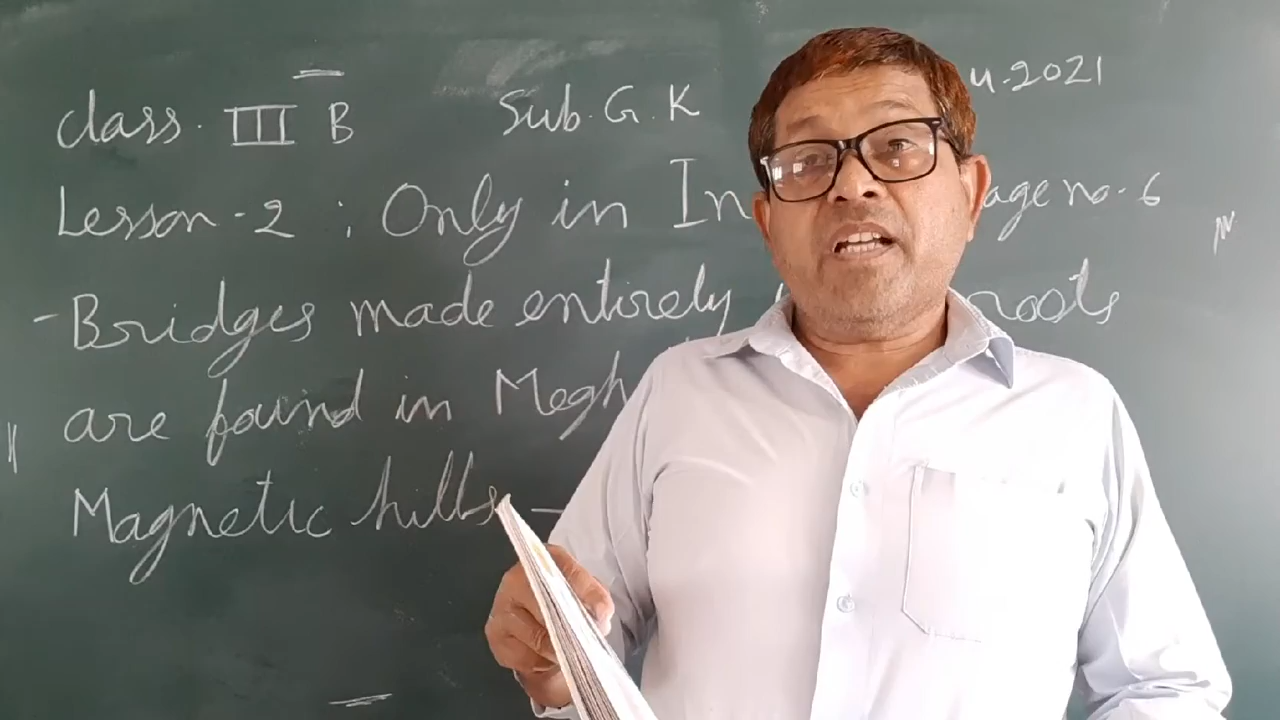 Class. III B Sub. G. K 4.2021
Lesson-2 : Only in In age no-6
-Bridges made entirely roots
are found in Megh
Magnetic hills -